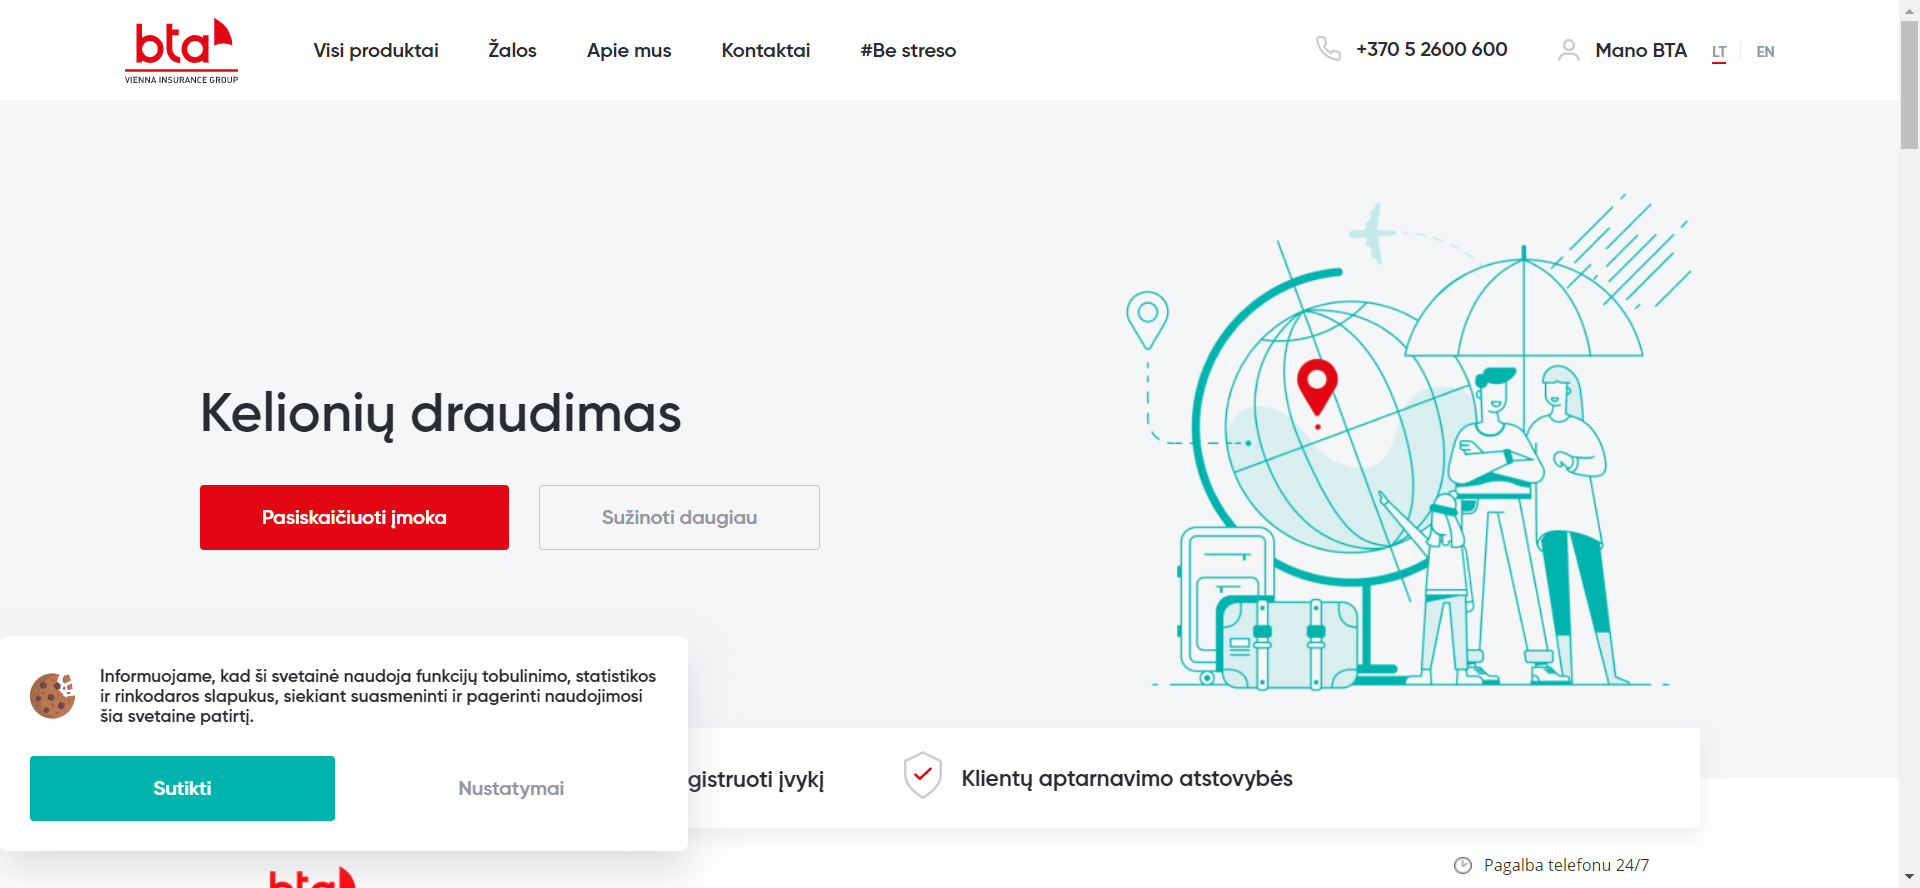 bta
VIENNA INSURANCE GROUP
Visi produktai
Žalos
Apie mus
Kontaktai
#Be streso
+370 5 2600 600
Mano BTA
LT
EN
Kelionių draudimas
Pasiskaičiuoti įmoka
Sužinoti daugiau
Informuojame, kad ši svetainė naudoja funkcijų tobulinimo, statistikos
ir rinkodaros slapukus, siekiant suasmeninti ir pagerinti naudojimosi
šia svetaine patirtį.
Sutikti
Nustatymai
gistruoti įvykį
Klientų aptarnavimo atstovybės
Pagalba telefonu 24/7
bta